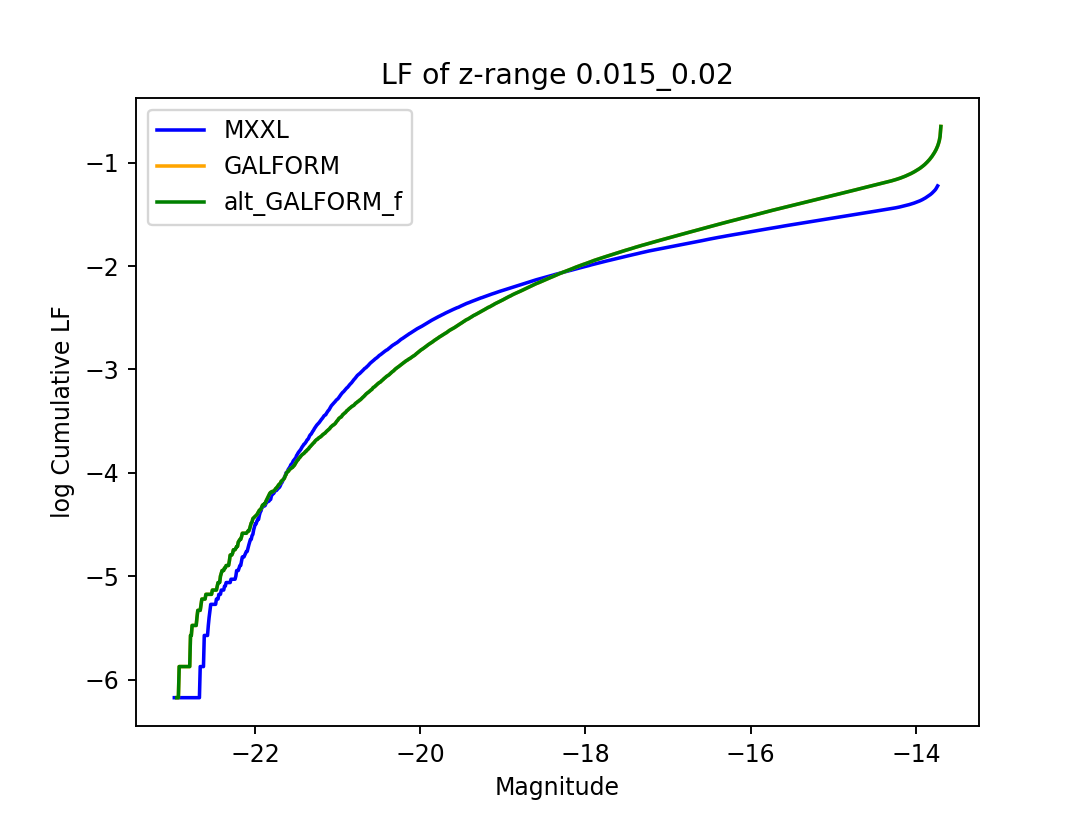 LF of z-range 0.015_0.02
MXXL
GALFORM
alt_GALFORM_f
log Cumulative LF
−1
−2
−3
−4
−5
−6
−22
−20
−18
−16
−14
Magnitude